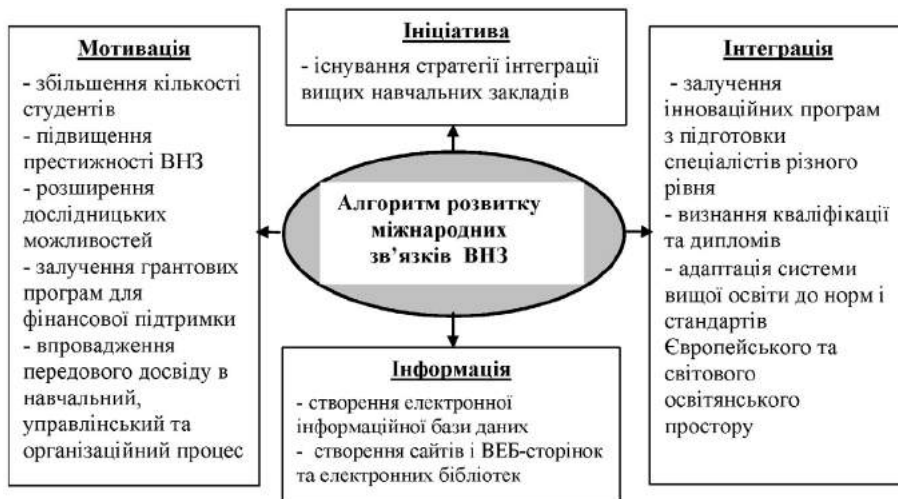 Мотивація
- збільшення кількості
студентів
- підвищення
престижності ВНЗ
- розширення
дослідницьких
можливостей
- залучення грантових
програм для
фінансової підтримки
- впровадження
передового досвіду в
навчальний,
управлінський та
організаційний процес
Ініціатива
- існування стратегії інтеграції
вищих навчальних закладів
Алгоритм розвитку
міжнародних
зв’язків ВНЗ
Інформація
- створення електронної
інформаційної бази даних
- створення сайтів і ВЕБ-сторінок
та електронних бібліотек
Інтеграція
- залучення
інноваційних програм
з підготовки
спеціалістів різного
рівня
- визнання кваліфікації
та дипломів
- адаптація системи
вищої освіти до норм і
стандартів
Європейського та
світового
освітянського
простору